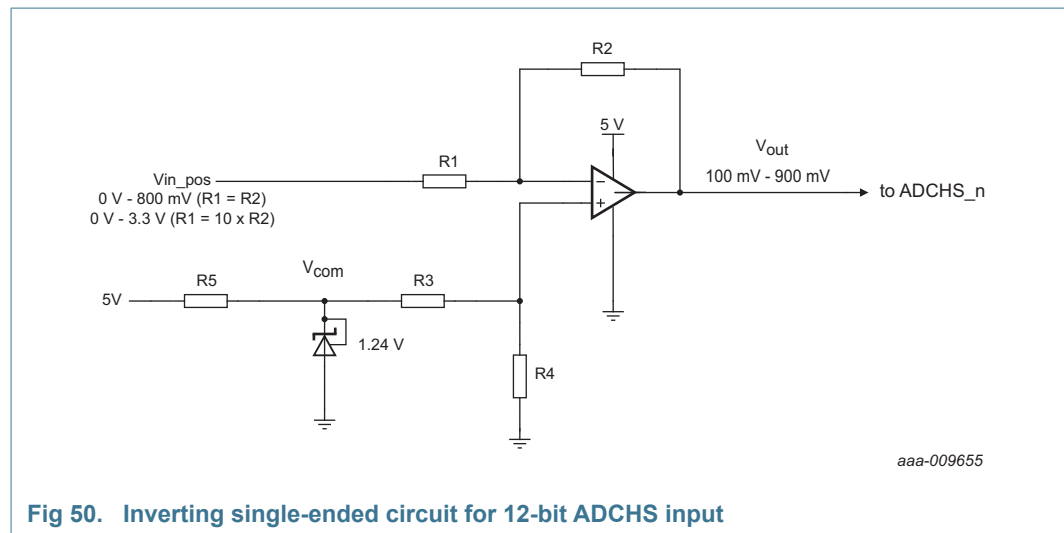 R2
5 V
Vout
R1
100 mV - 900 mV
Vin_pos
to ADCHS_n
0 V - 800 mV (R1 = R2)
0 V - 3.3 V (R1 = 10 x R2)
−
+
Vcom
R5
R3
5V
1.24 V
R4
aaa-009655
Fig 50. Inverting single-ended circuit for 12-bit ADCHS input